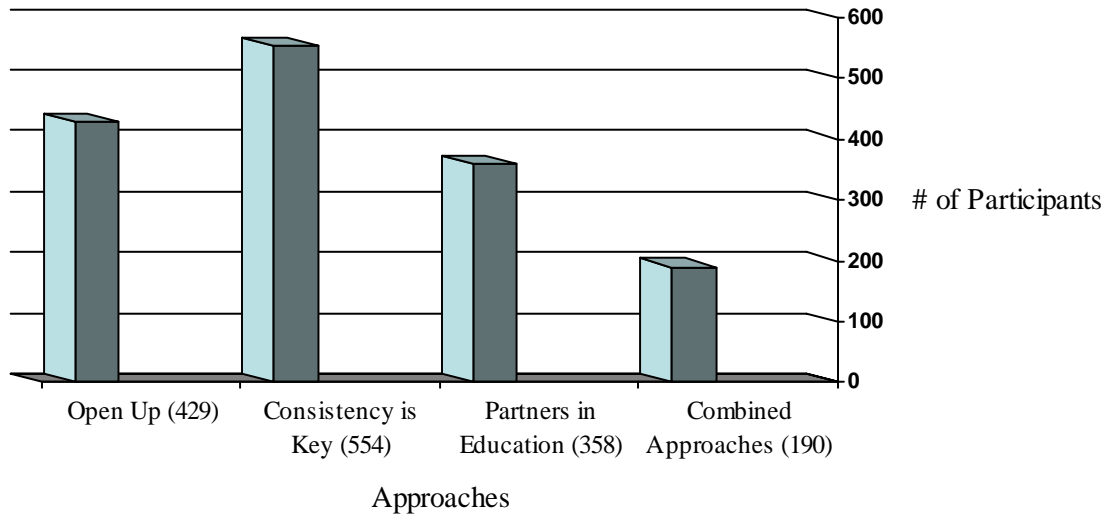 600
500
400
300
200
100
0
# of Participants
Open Up (429)
Consistency is
Key (554)
Partners in
Education (358)
Combined
Approaches (190)
Approaches